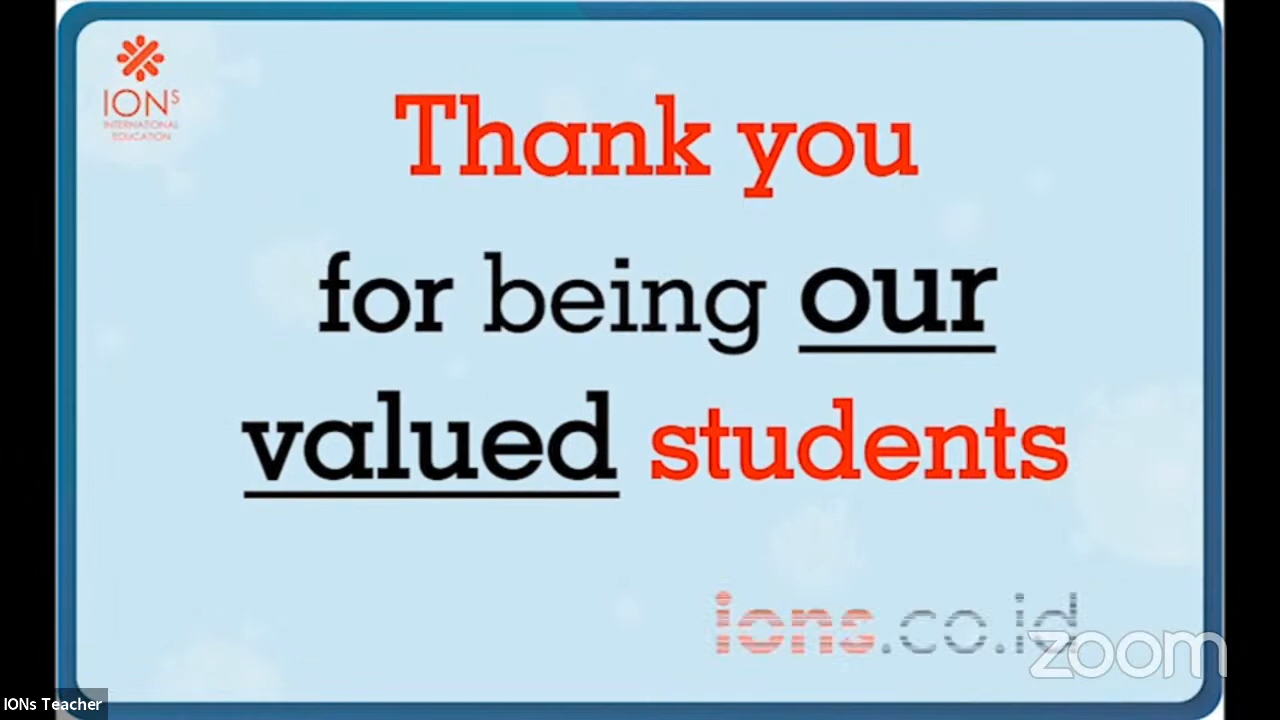 IONs
INTERNATIONAL
EDUCATION
Thank you
for being our
valued students
ions.co.id
zoom
IONs Teacher